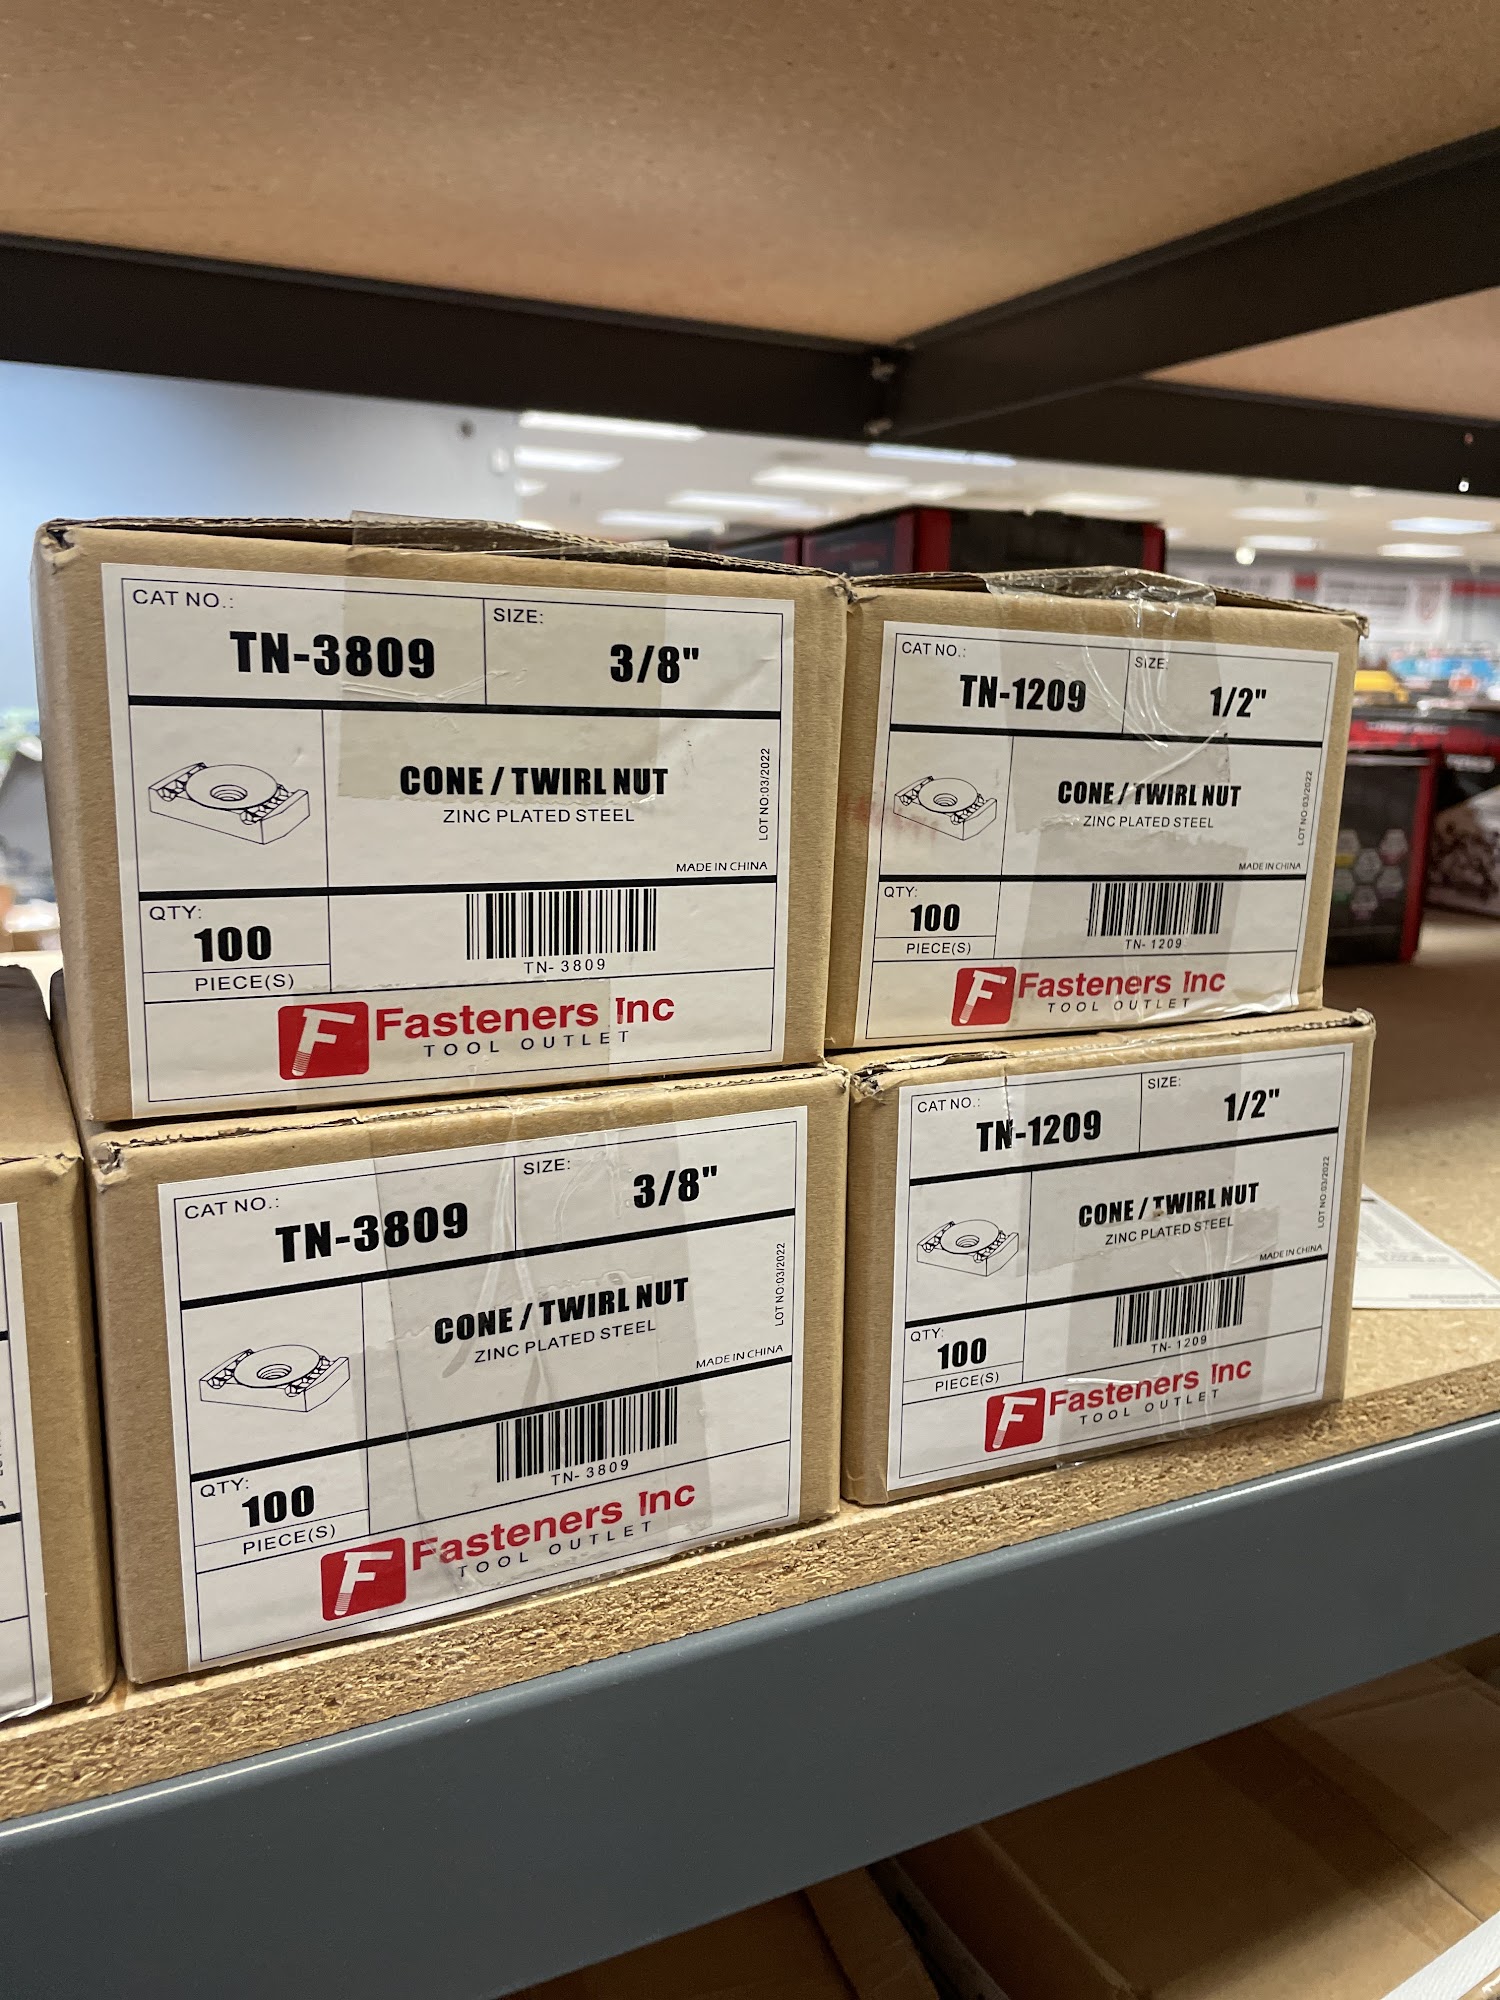 CAT NO.:
TN-3809
SIZE:
3/8"
CONE / TWIRL NUT
ZINC PLATED STEEL
LOT NO:03/2022
MADE IN CHINA
QTY:
100
PIECE(S)
TN- 3809
F Fasteners Inc
TOOL OUTLET
CAT NO.:
TN-1209
SIZE:
1/2"
CONE / TWIRL NUT
ZINC PLATED STEEL
LOT NO:03/2022
MADE IN CHINA
QTY:
100
PIECE(S)
TN- 1209
F Fasteners Inc
TOOL OUTLET
CAT NO.:
TN-3809
SIZE:
3/8"
CONE / TWIRL NUT
ZINC PLATED STEEL
LOT NO:03/2022
MADE IN CHINA
QTY:
100
PIECE(S)
TN- 3809
F Fasteners Inc
TOOL OUTLET
CAT NO.:
TN-1209
SIZE:
1/2"
CONE / TWIRL NUT
ZINC PLATED STEEL
LOT NO:03/2022
MADE IN CHINA
QTY:
100
PIECE(S)
TN- 1209
F Fasteners Inc
TOOL OUTLET